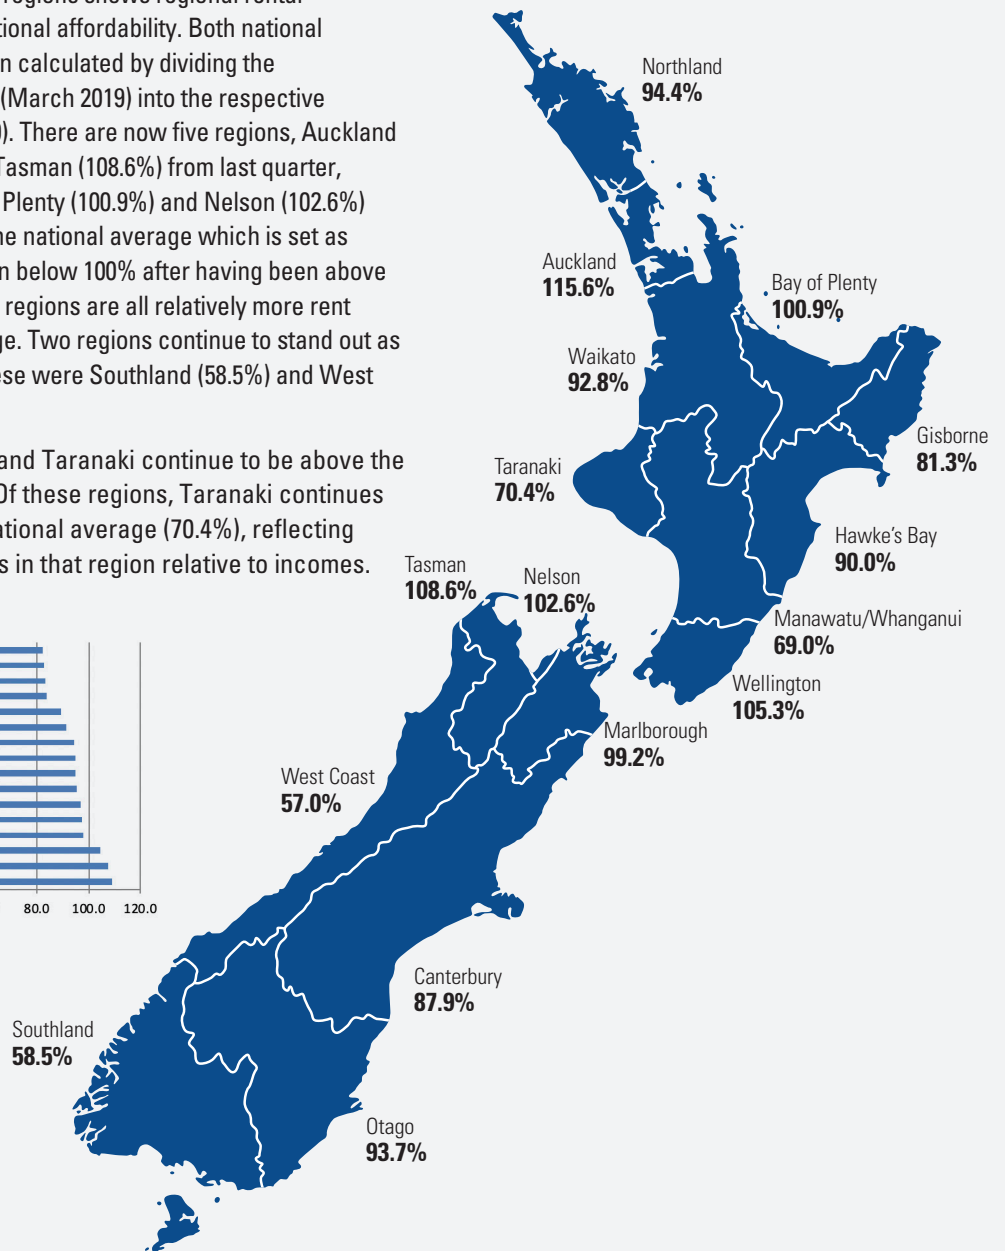 regions shows regional rental
tional affordability. Both national
n calculated by dividing the
(March 2019) into the respective
). There are now five regions, Auckland
Tasman (108.6%) from last quarter,
Plenty (100.9%) and Nelson (102.6%)
he national average which is set as
n below 100% after having been above
regions are all relatively more rent
ge. Two regions continue to stand out as
ese were Southland (58.5%) and West
and Taranaki continue to be above the
Of these regions, Taranaki continues
ational average (70.4%), reflecting
s in that region relative to incomes.
Northland
94.4%
Auckland
115.6%
Bay of Plenty
100.9%
Waikato
92.8%
Gisborne
81.3%
Taranaki
70.4%
Hawke's Bay
90.0%
Tasman
108.6%
Nelson
102.6%
Manawatu/Whanganui
69.0%
Wellington
105.3%
Marlborough
99.2%
West Coast
57.0%
80.0 100.0 120.0
Canterbury
87.9%
Southland
58.5%
Otago
93.7%